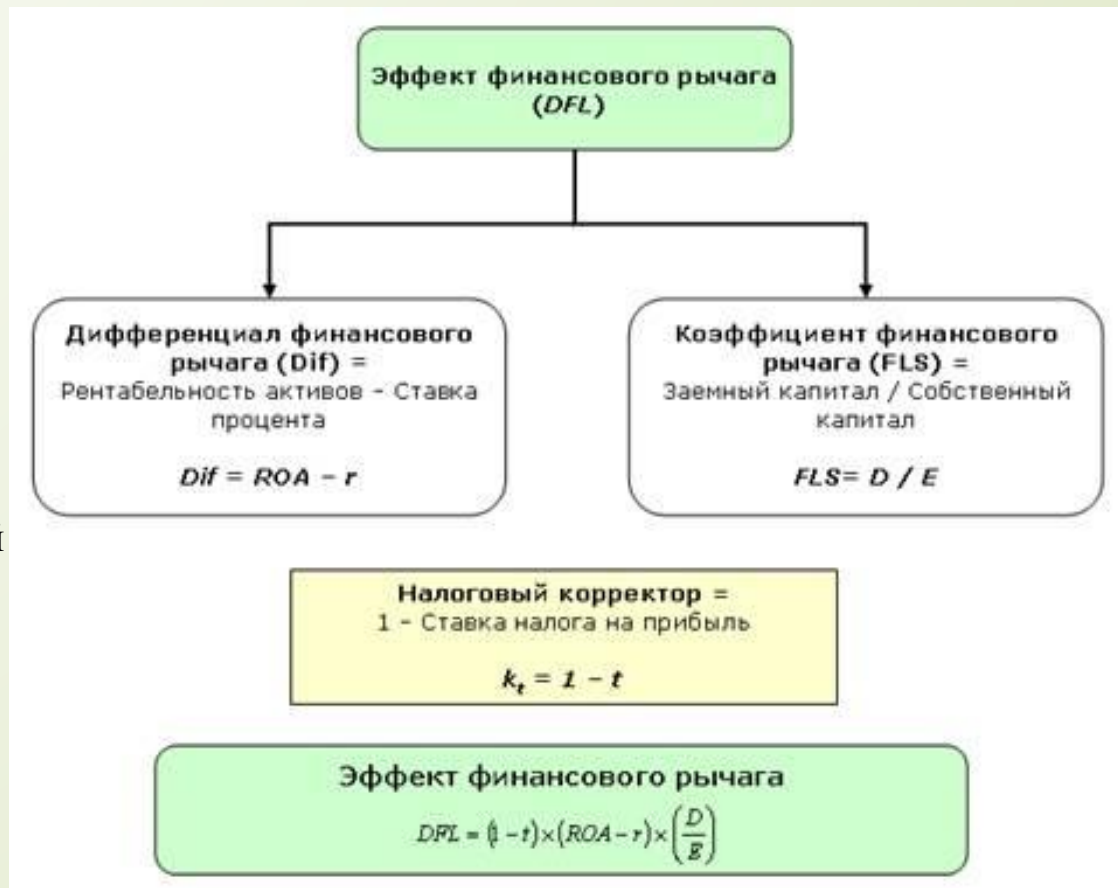 Эффект финансового рычага
(DFL)
Дифференциал финансового
рычага (Dif) =
Рентабельность активов – Ставка
процента
Dif = ROA – r
Коэффициент финансового
рычага (FLS) =
Заемный капитал / Собственный
капитал
FLS= D / E
Налоговый корректор =
1 – Ставка налога на прибыль
kₜ = 1 – t
Эффект финансового рычага
DFL = (1 – t)×(ROA – r)×(D/E)